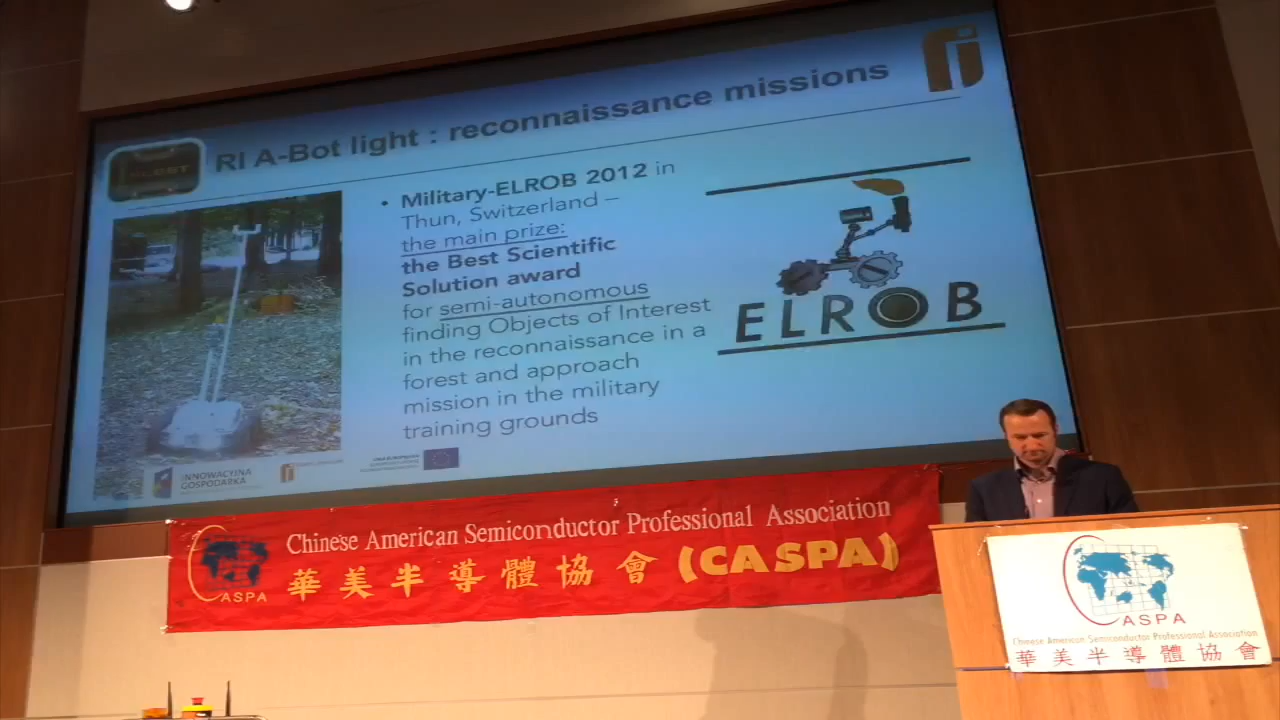 RI A-Bot light : reconnaissance missions
• Military-ELROB 2012 in
Thun, Switzerland –
the main prize:
the Best Scientific
Solution award
for semi-autonomous
finding Objects of Interest
in the reconnaissance in a
forest and approach
mission in the military
training grounds
ELROB
INNOWACYJNA
GOSPODARKA
Chinese American Semiconductor Professional Association
華美半導體協會 (CASPA)
CASPA
CASPA
Chinese American Semiconductor Professional Association
華美半導體協會